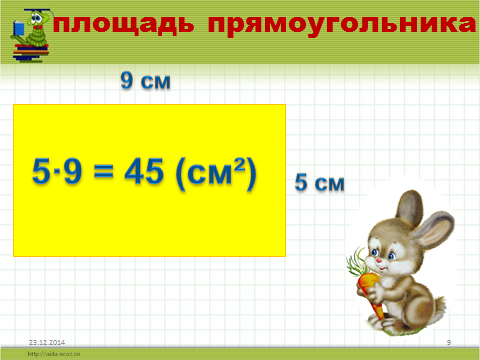 площадь прямоугольника
9 см
5·9 = 45 (см²)
5 см
23.12.2014
9
http://aida.ucoz.ru